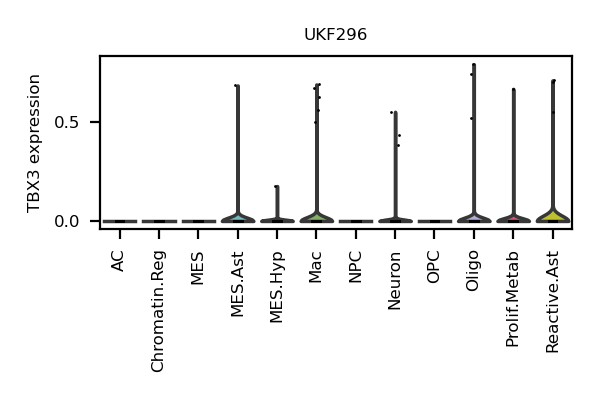 UKF296
TBX3 expression
0.5
0.0
AC
Chromatin.Reg
MES
MES.Ast
MES.Hyp
Mac
NPC
Neuron
OPC
Oligo
Prolif.Metab
Reactive.Ast